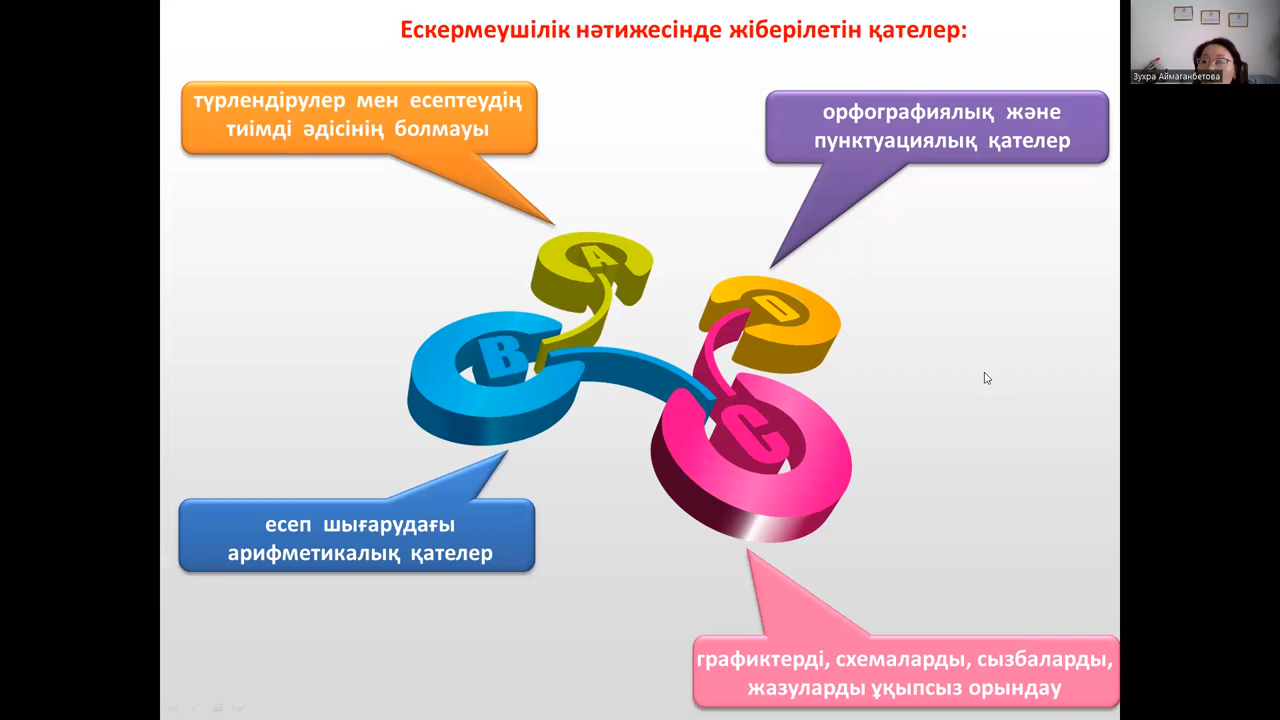 Ескермеушілік нәтижесінде жіберілетін қателер:
Зухра Аймаганбетова
түрлендірулер мен есептеудің
тиімді әдісінің болмауы
орфографиялық және
пунктуациялық қателер
A
D
B
C
есеп шығарудағы
арифметикалық қателер
графиктерді, схемаларды, сызбаларды,
жазуларды ұқыпсыз орындау